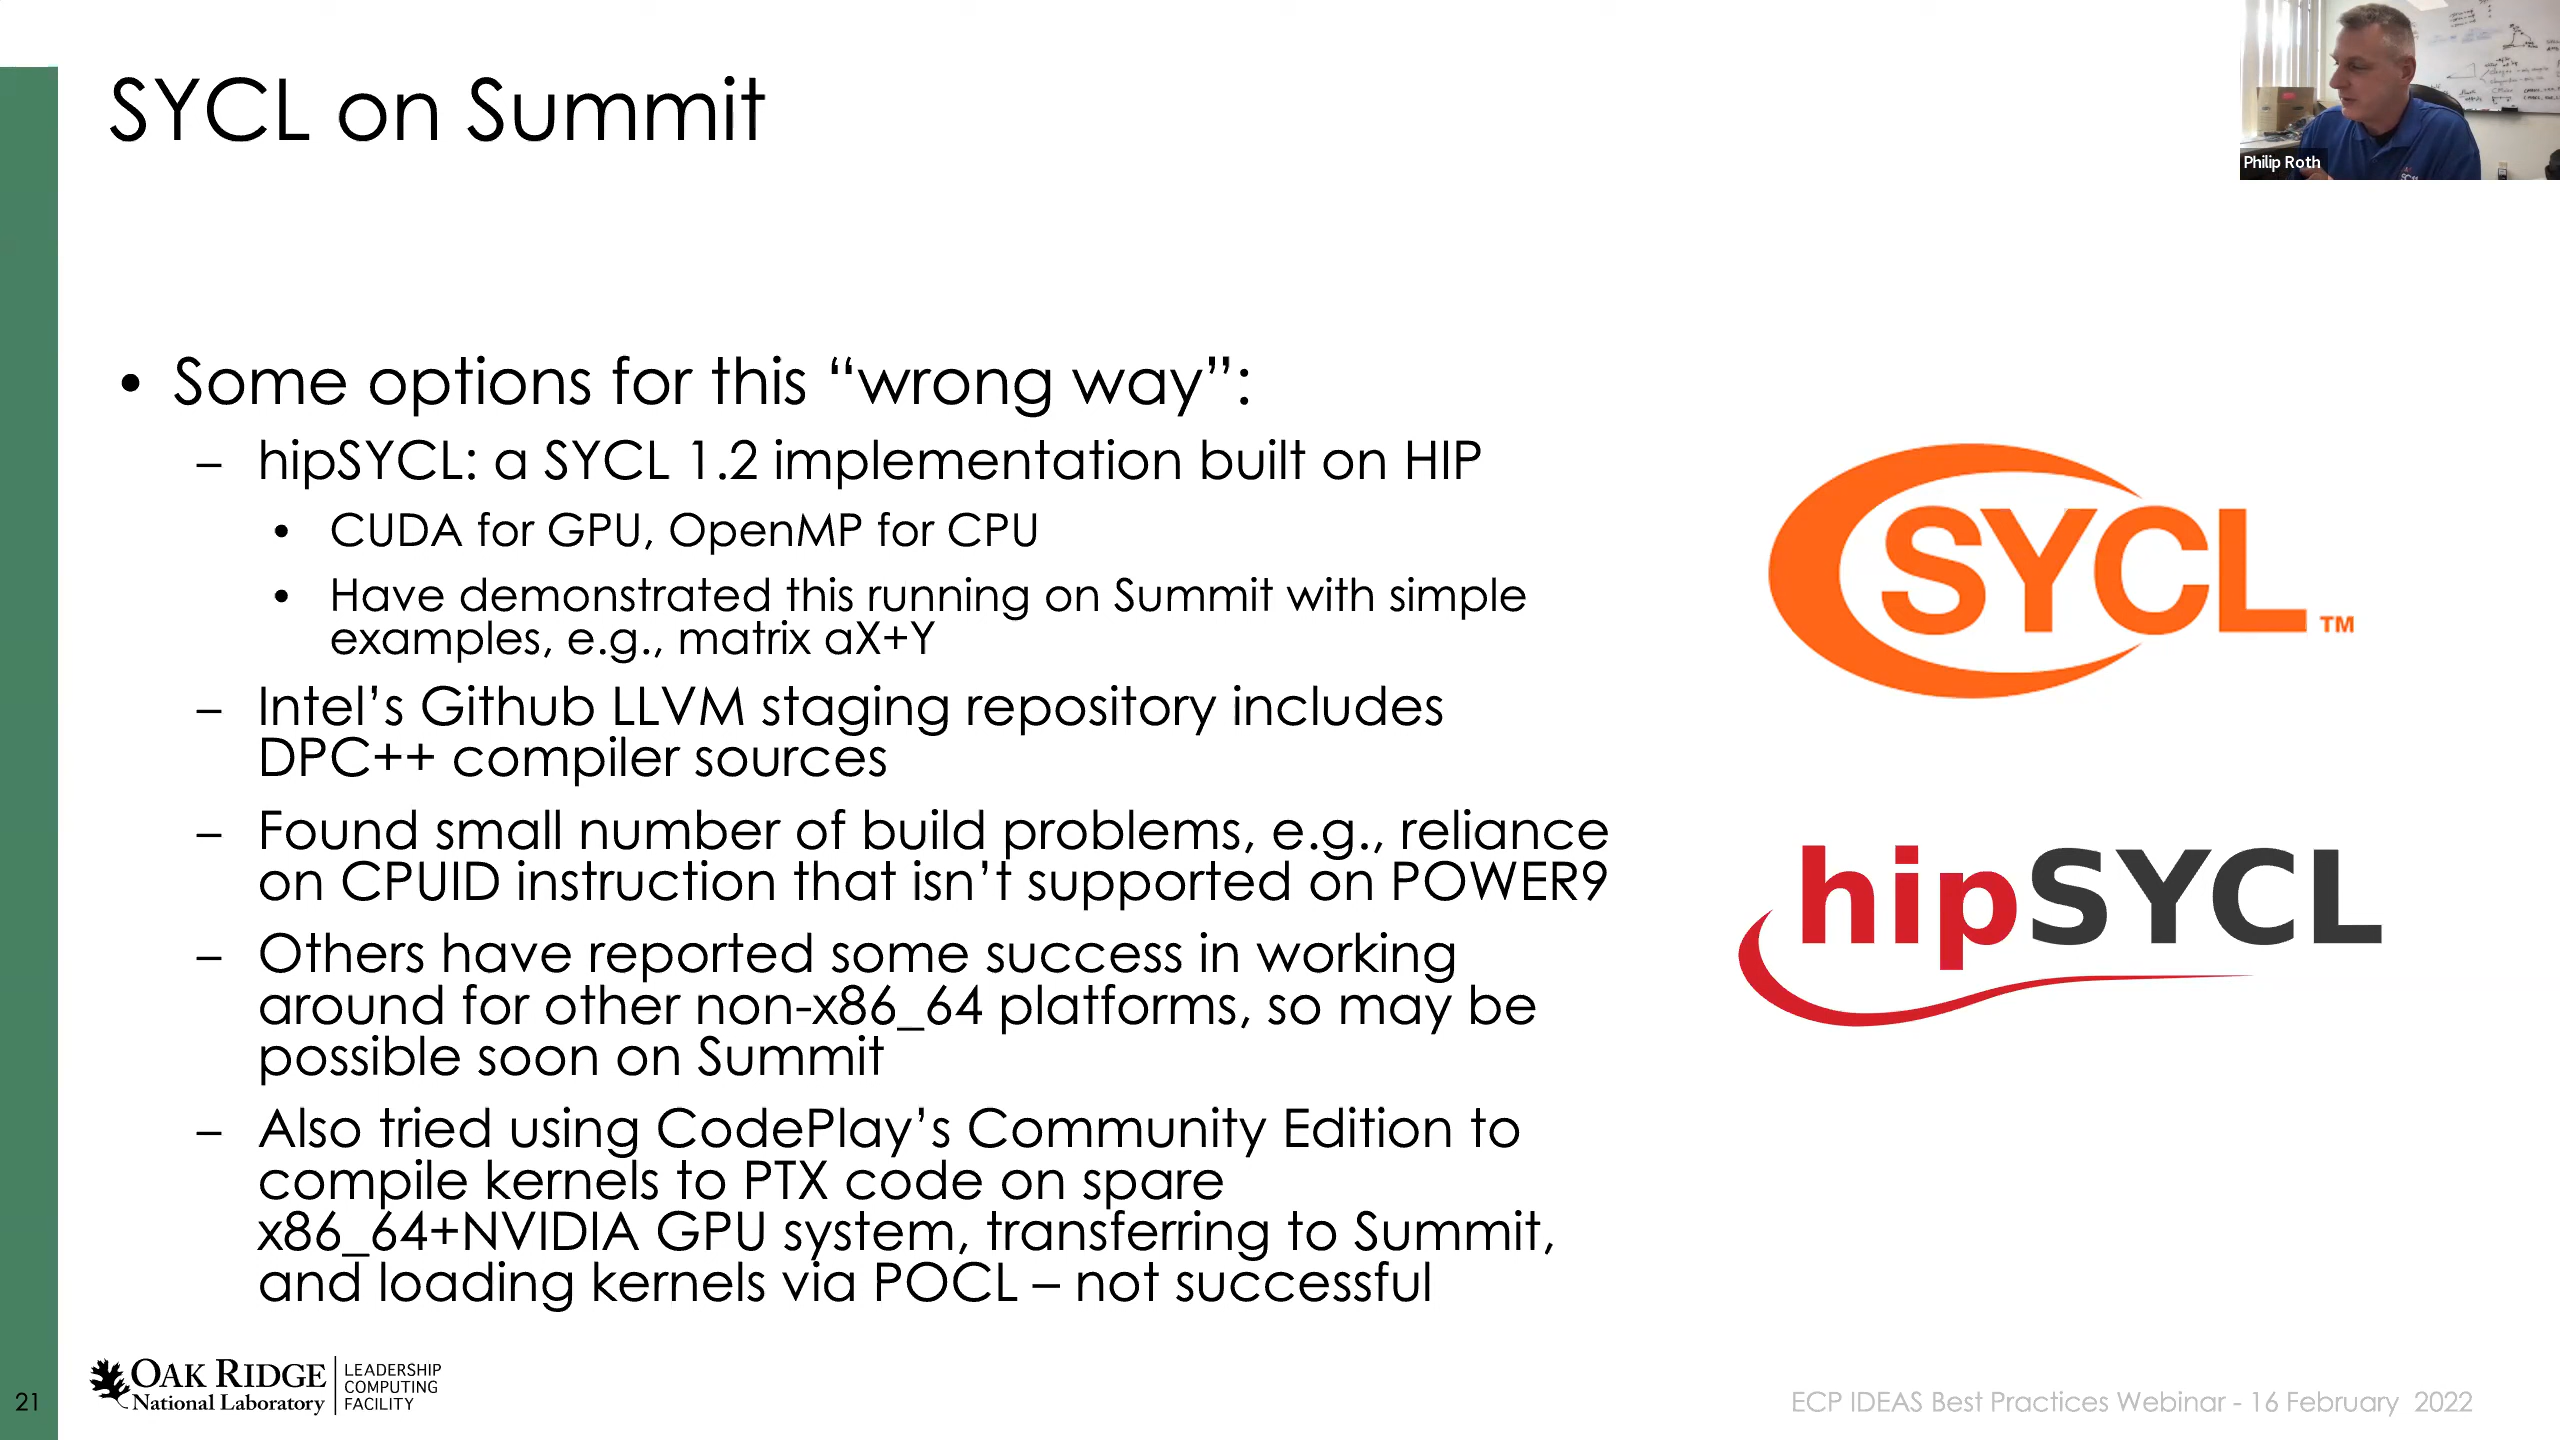 SYCL on Summit
Philip Roth
• Some options for this “wrong way”:
– hipSYCL: a SYCL 1.2 implementation built on HIP
• CUDA for GPU, OpenMP for CPU
• Have demonstrated this running on Summit with simple
examples, e.g., matrix aX+Y
– Intel’s Github LLVM staging repository includes
DPC++ compiler sources
– Found small number of build problems, e.g., reliance
on CPUID instruction that isn’t supported on POWER9
– Others have reported some success in working
around for other non-x86_64 platforms, so may be
possible soon on Summit
– Also tried using CodePlay’s Community Edition to
compile kernels to PTX code on spare
x86_64+NVIDIA GPU system, transferring to Summit,
and loading kernels via POCL – not successful
SYCL™
hipSYCL
21
OAK RIDGE
National Laboratory
LEADERSHIP
COMPUTING
FACILITY
ECP IDEAS Best Practices Webinar - 16 February 2022